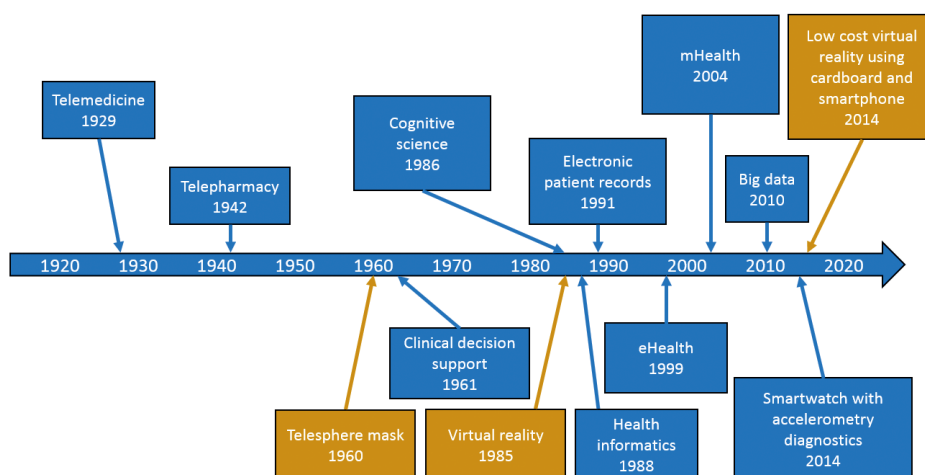 Telemedicine
1929
Telepharmacy
1942
Cognitive
science
1986
Electronic
patient records
1991
mHealth
2004
Big data
2010
Low cost virtual
reality using
cardboard and
smartphone
2014
1920 1930 1940 1950 1960 1970 1980 1990 2000 2010 2020
Telesphere mask
1960
Clinical decision
support
1961
Virtual reality
1985
Health
informatics
1988
eHealth
1999
Smartwatch with
accelerometry
diagnostics
2014